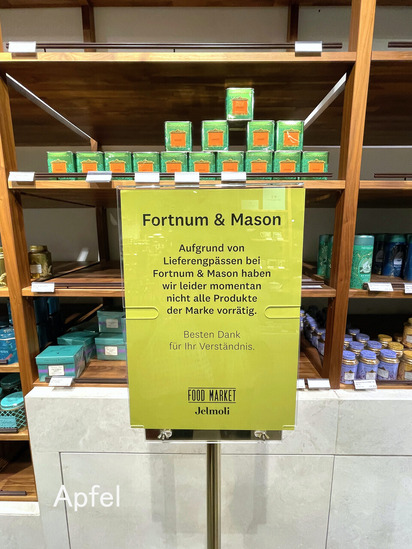 Fortnum & Mason
Aufgrund von
Lieferengpässen bei
Fortnum & Mason haben
wir leider momentan
nicht alle Produkte
der Marke vorrätig.
Besten Dank
für Ihr Verständnis.
FOOD MARKET
Jelmoli
Apfel